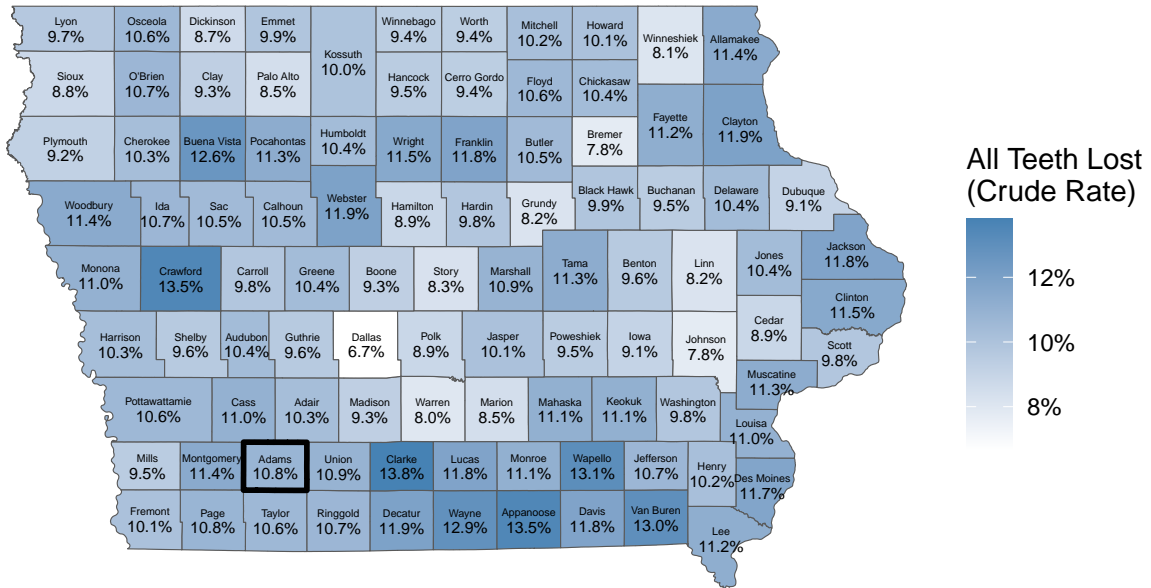 Lyon
9.7%
Osceola
10.6%
Dickinson
8.7%
Emmet
9.9%
Kossuth
10.0%
Winnebago
9.4%
Worth
9.4%
Mitchell
10.2%
Howard
10.1%
Winneshiek
8.1%
Allamakee
11.4%
Sioux
8.8%
O'Brien
10.7%
Clay
9.3%
Palo Alto
8.5%
Hancock
9.5%
Cerro Gordo
9.4%
Floyd
10.6%
Chickasaw
10.4%
Fayette
11.2%
Clayton
11.9%
Plymouth
9.2%
Cherokee
10.3%
Buena Vista
12.6%
Pocahontas
11.3%
Humboldt
10.4%
Wright
11.5%
Franklin
11.8%
Butler
10.5%
Bremer
7.8%
Woodbury
11.4%
Ida
10.7%
Sac
10.5%
Calhoun
10.5%
Webster
11.9%
Hamilton
8.9%
Hardin
9.8%
Grundy
8.2%
Black Hawk
9.9%
Buchanan
9.5%
Delaware
10.4%
Dubuque
9.1%
Monona
11.0%
Crawford
13.5%
Carroll
9.8%
Greene
10.4%
Boone
9.3%
Story
8.3%
Marshall
10.9%
Tama
11.3%
Benton
9.6%
Linn
8.2%
Jones
10.4%
Jackson
11.8%
Clinton
11.5%
Harrison
10.3%
Shelby
9.6%
Audubon
10.4%
Guthrie
9.6%
Dallas
6.7%
Polk
8.9%
Jasper
10.1%
Poweshiek
9.5%
Iowa
9.1%
Johnson
7.8%
Cedar
8.9%
Scott
9.8%
Muscatine
11.3%
Pottawattamie
10.6%
Cass
11.0%
Adair
10.3%
Madison
9.3%
Warren
8.0%
Marion
8.5%
Mahaska
11.1%
Keokuk
11.1%
Washington
9.8%
Louisa
11.0%
Mills
9.5%
Montgomery
11.4%
Adams
10.8%
Union
10.9%
Clarke
13.8%
Lucas
11.8%
Monroe
11.1%
Wapello
13.1%
Jefferson
10.7%
Henry
10.2%
Des Moines
11.7%
Fremont
10.1%
Page
10.8%
Taylor
10.6%
Ringgold
10.7%
Decatur
11.9%
Wayne
12.9%
Appanoose
13.5%
Davis
11.8%
Van Buren
13.0%
Lee
11.2%
All Teeth Lost
(Crude Rate)
12%
10%
8%